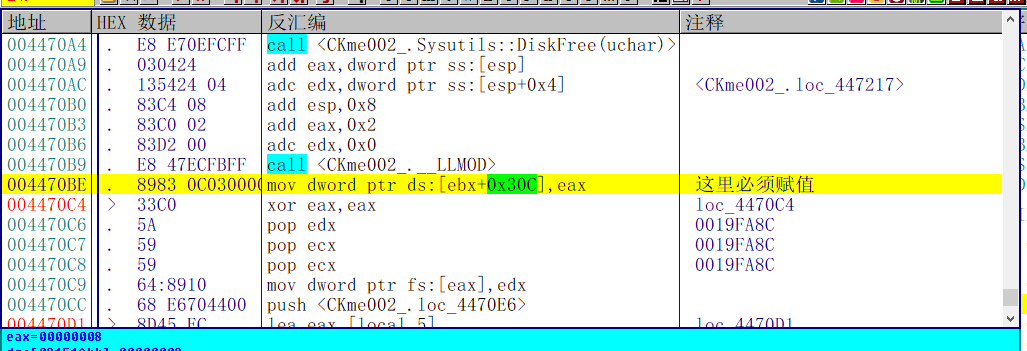 地址 HEX 数据 反汇编 注释
004470A4 . E8 E70EFCFF call <CKme002_.Sysutils::DiskFree(uchar)>
004470A9 . 030424 add eax,dword ptr ss:[esp]
004470AC . 135424 04 adc edx,dword ptr ss:[esp+0x4] <CKme002_.loc_447217>
004470B0 . 83C4 08 add esp,0x8
004470B3 . 83C0 02 add eax,0x2
004470B6 . 83D2 00 adc edx,0x0
004470B9 . E8 47ECFBFF call <CKme002_.__LLMOD>
004470BE . 8983 0C030000 mov dword ptr ds:[ebx+0x30C],eax 这里必须赋值
004470C4 > 33C0 xor eax,eax loc_4470C4
004470C6 . 5A pop edx 0019FA8C
004470C7 . 59 pop ecx 0019FA8C
004470C8 . 59 pop ecx 0019FA8C
004470C9 . 64:8910 mov dword ptr fs:[eax],edx
004470CC . 68 E6704400 push <CKme002_.loc_4470E6>
004470D1 > 8D45 EC lea eax,[local.5] loc_4470D1
eax=00000008